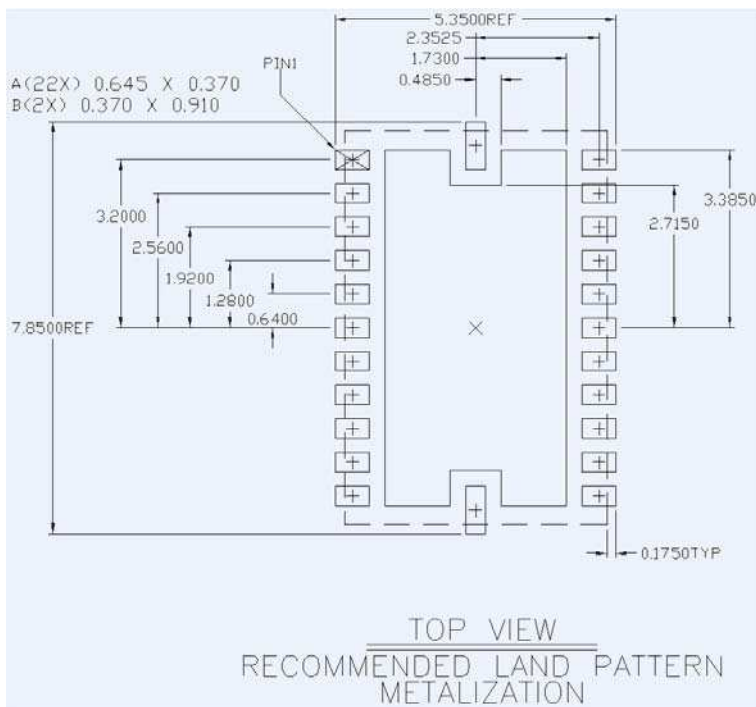 5.3500REF
2.3525
1.7300
0.4850
PIN1
A(22X) 0.645 X 0.370
B(2X) 0.370 X 0.910
3.2000
2.5600
1.9200
1.2800
0.6400
7.8500REF
3.3850
2.7150
0.1750TYP
TOP VIEW
RECOMMENDED LAND PATTERN
METALIZATION